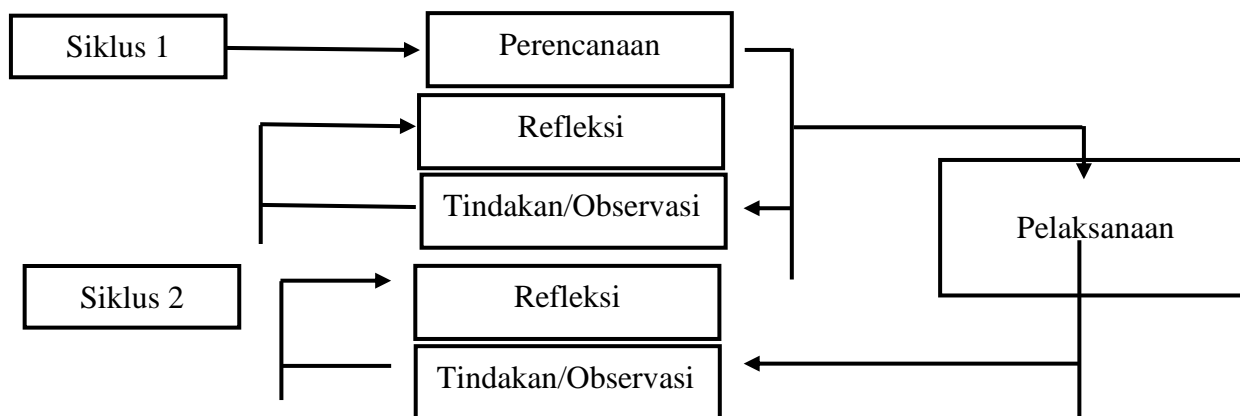 Siklus 1
Perencanaan
Refleksi
Tindakan/Observasi
Pelaksanaan
Siklus 2
Refleksi
Tindakan/Observasi